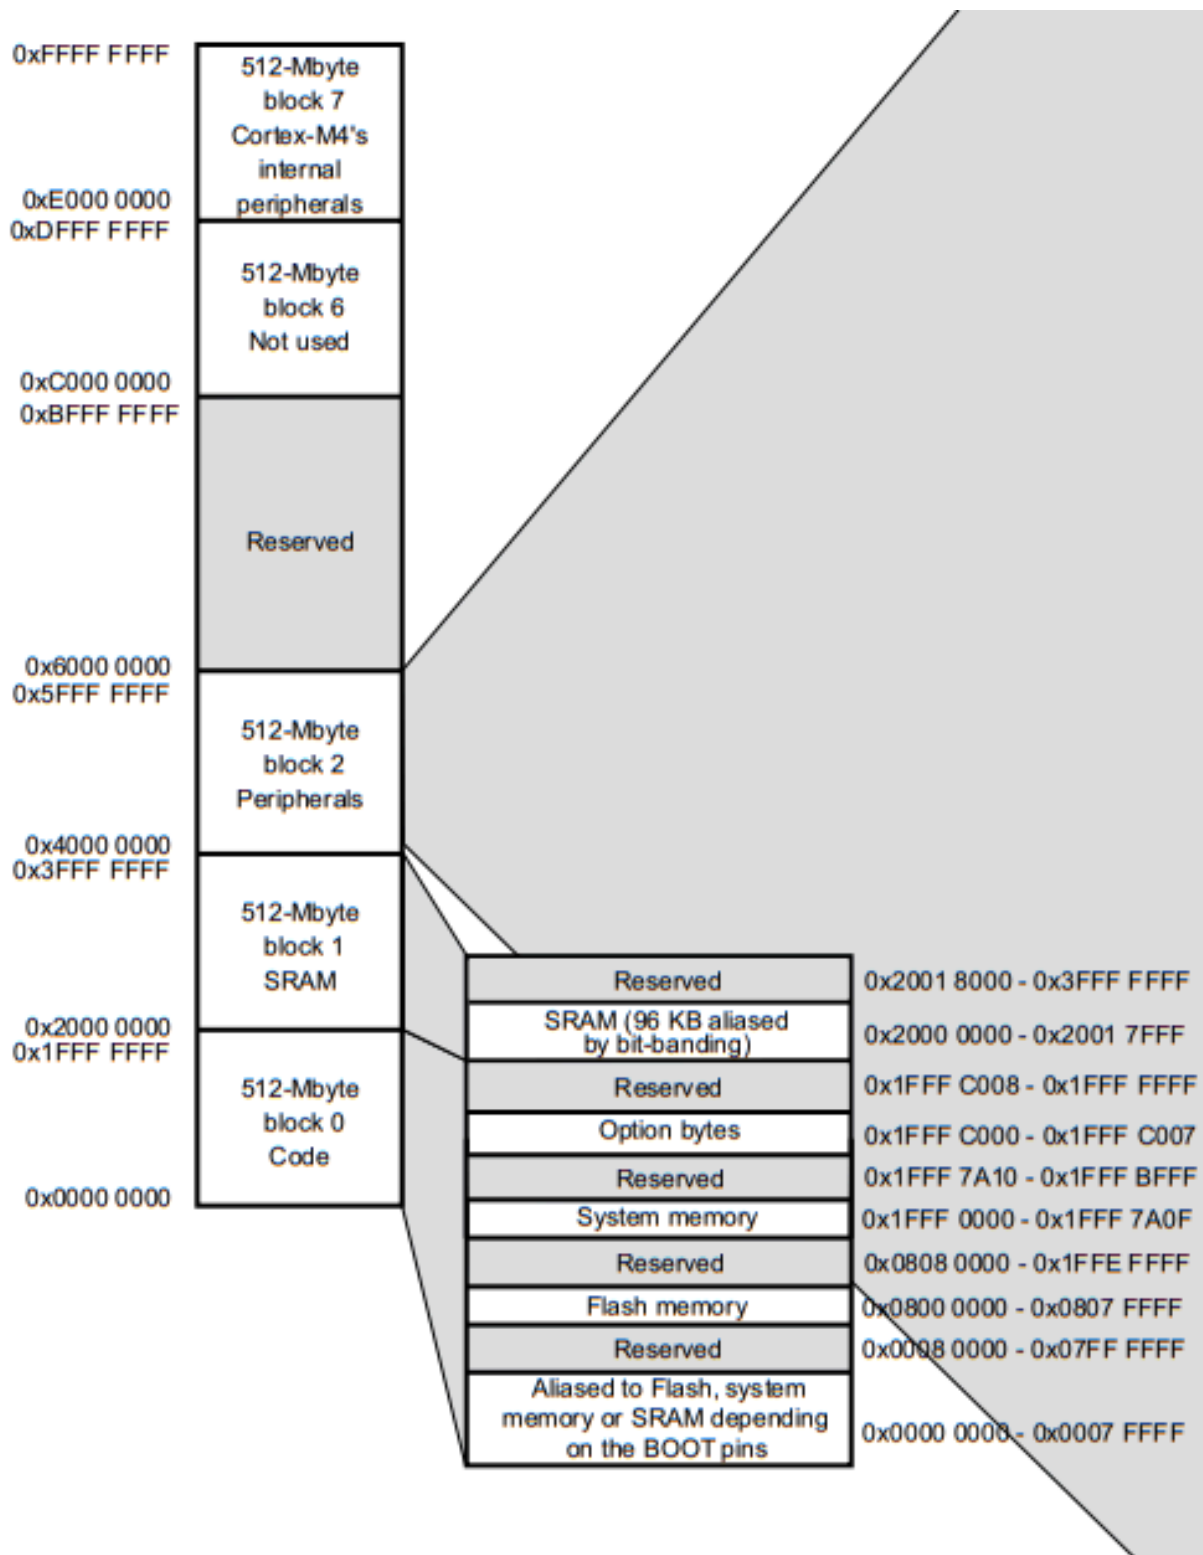 0xFFFF FFFF
512-Mbyte
block 7
Cortex-M4's
internal
peripherals
0xE000 0000
0xDFFF FFFF
512-Mbyte
block 6
Not used
0xC000 0000
0xBFFF FFFF
Reserved
0x6000 0000
0x5FFF FFFF
512-Mbyte
block 2
Peripherals
0x4000 0000
0x3FFF FFFF
512-Mbyte
block 1
SRAM
0x2000 0000
0x1FFF FFFF
512-Mbyte
block 0
Code
0x0000 0000
Reserved 0x2001 8000 - 0x3FFF FFFF
SRAM (96 KB aliased
by bit-banding) 0x2000 0000 - 0x2001 7FFF
Reserved 0x1FFF C008 - 0x1FFF FFFF
Option bytes 0x1FFF C000 - 0x1FFF C007
Reserved 0x1FFF 7A10 - 0x1FFF BFFF
System memory 0x1FFF 0000 - 0x1FFF 7A0F
Reserved 0x0808 0000 - 0x1FFE FFFF
Flash memory 0x0800 0000 - 0x0807 FFFF
Reserved 0x0008 0000 - 0x07FF FFFF
Aliased to Flash, system
memory or SRAM depending
on the BOOT pins
0x0000 0000 - 0x0007 FFFF